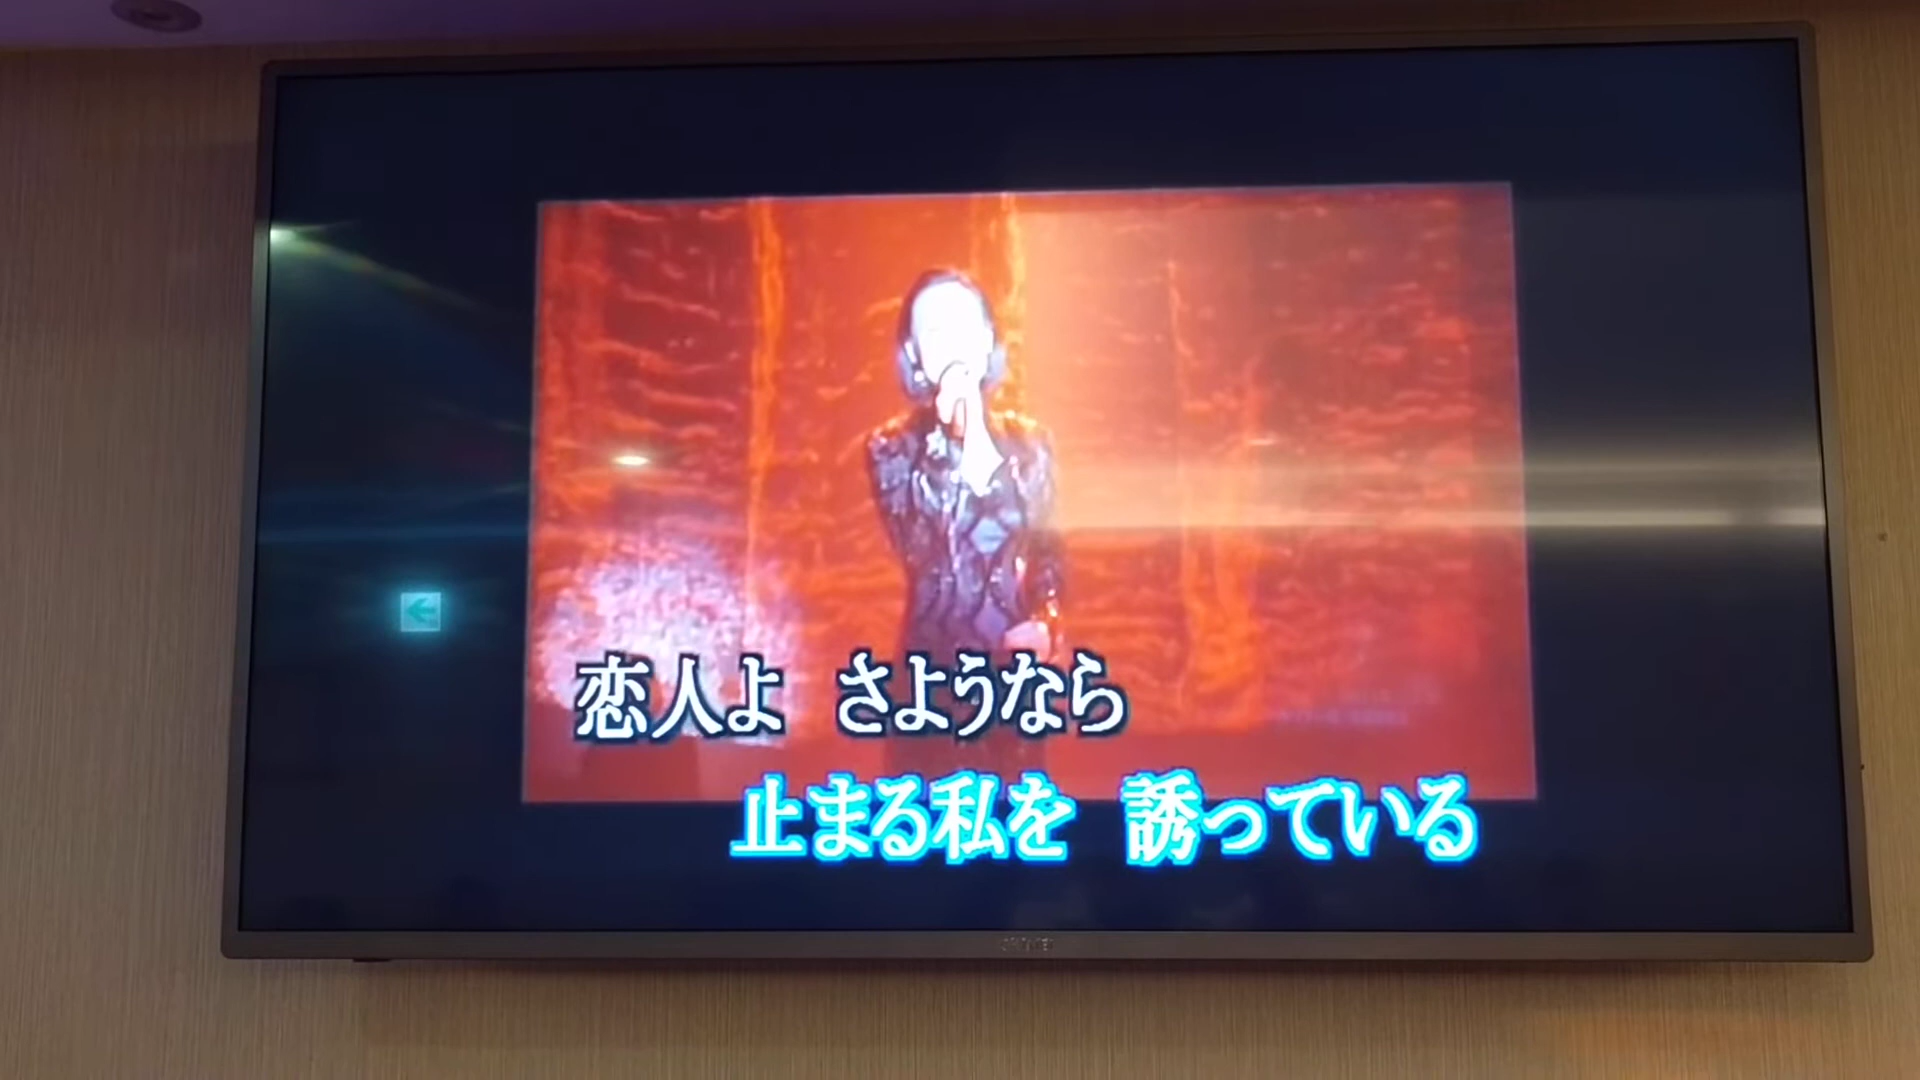 恋人よ さようなら
止まる私を 誘っている